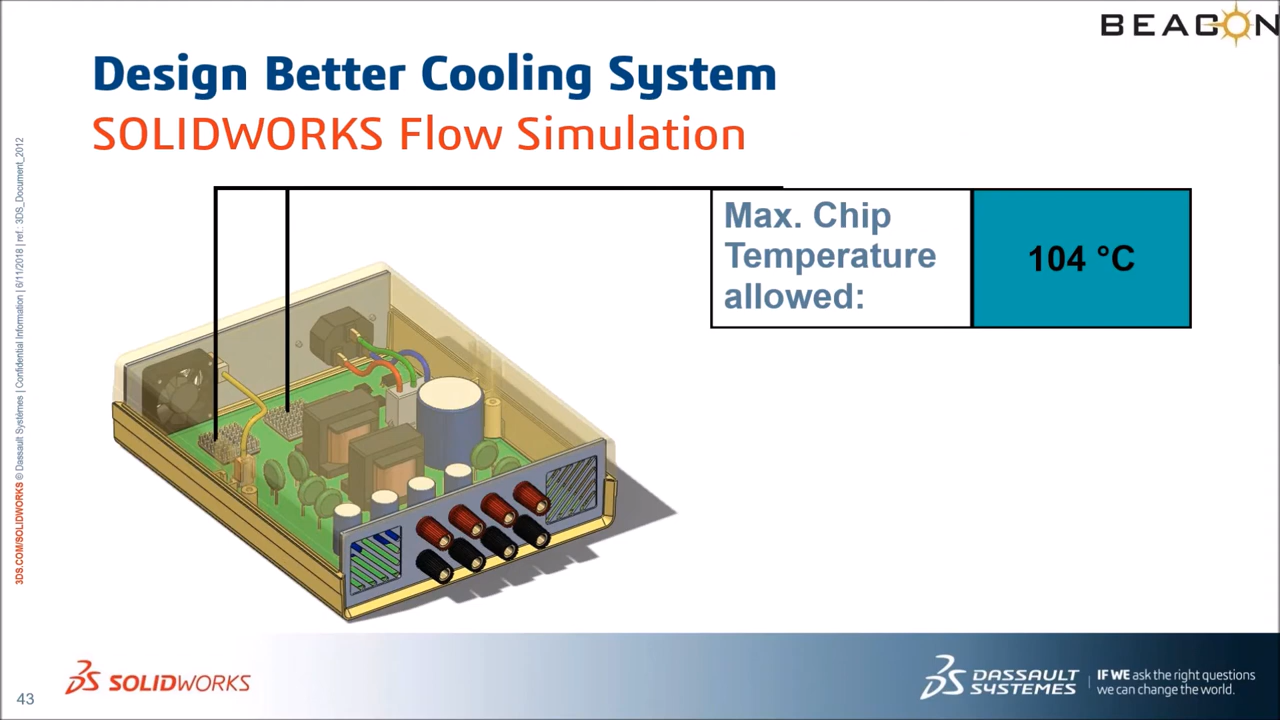 BEACON
Design Better Cooling System
SOLIDWORKS Flow Simulation
Max. Chip
Temperature
allowed:
104 °C
3DS.COM/SOLIDWORKS © Dassault Systèmes | Confidential Information | 6/11/2018 | ref.: 3DS_Document_2012
43
SOLIDWORKS
DASSAULT
SYSTEMES
IF WE ask the right questions
we can change the world.